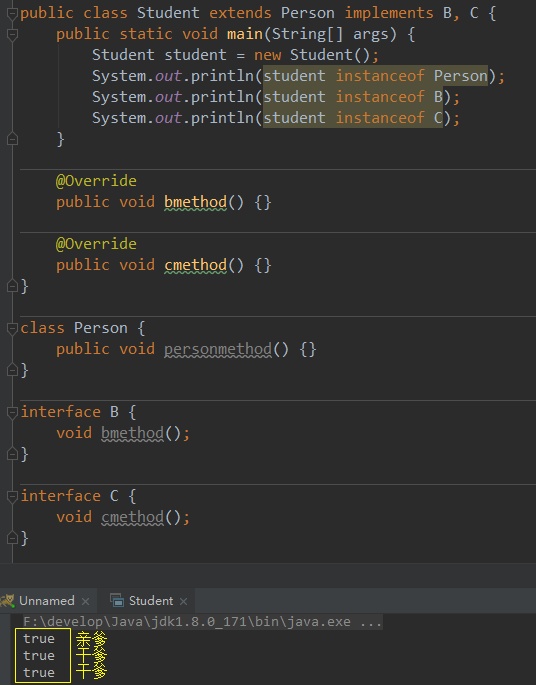 public class Student extends Person implements B, C {
public static void main(String[] args) {
Student student = new Student();
System.out.println(student instanceof Person);
System.out.println(student instanceof B);
System.out.println(student instanceof C);
}
@Override
public void bmethod() {}
@Override
public void cmethod() {}
}
class Person {
public void personmethod() {}
}
interface B {
void bmethod();
}
interface C {
void cmethod();
}
Unnamed × Student ×
F:\develop\Java\jdk1.8.0_171\bin\java.exe ...
true 亲爹
true 干爹
true 干爹